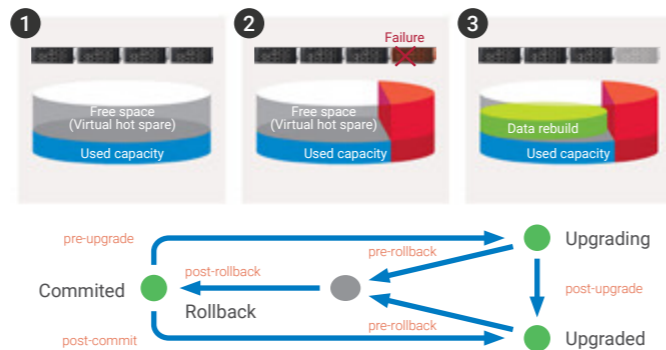 1
2
3
Failure
Free space
(Virtual hot spare)
Used capacity
Free space
(Virtual hot spare)
Used capacity
Data rebuild
Used capacity
pre-upgrade
pre-rollback
Upgrading
post-rollback
Commited
Rollback
post-upgrade
post-commit
pre-rollback
Upgraded